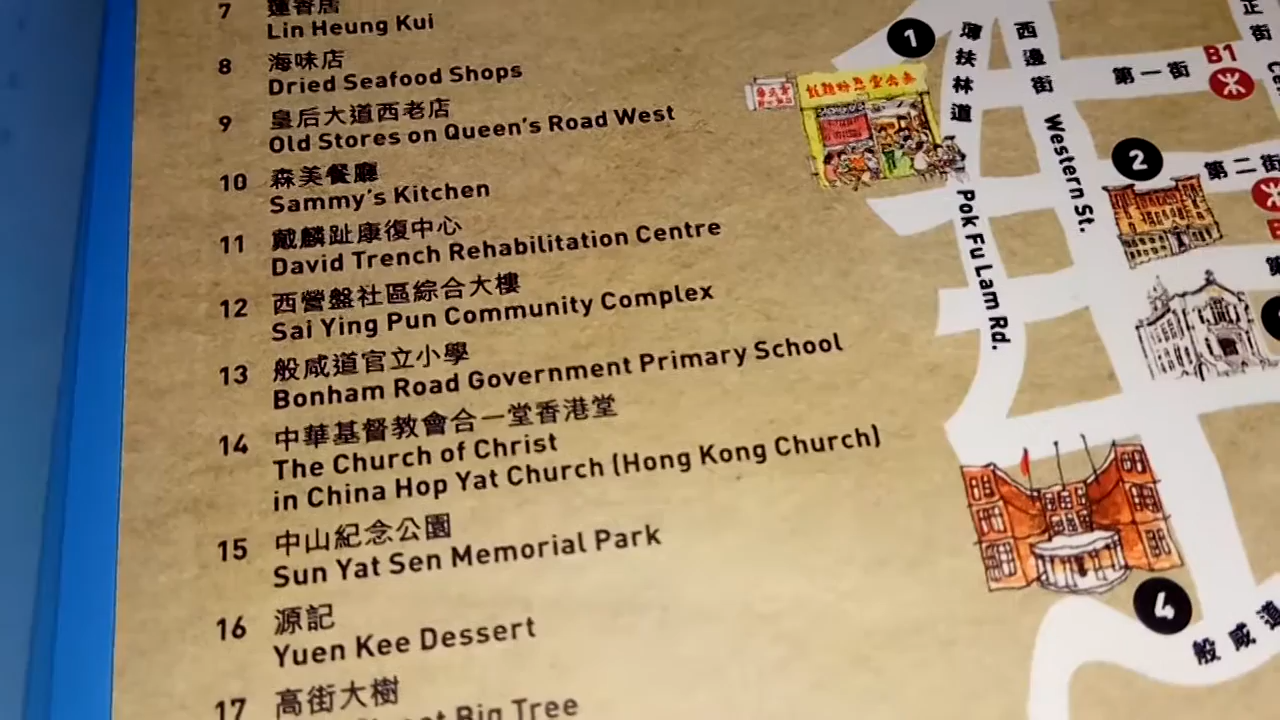 7 蓮香居
Lin Heung Kui
8 海味店
Dried Seafood Shops
9 皇后大道西老店
Old Stores on Queen's Road West
10 森美餐廳
Sammy's Kitchen
11 戴麟趾康復中心
David Trench Rehabilitation Centre
12 西營盤社區綜合大樓
Sai Ying Pun Community Complex
13 般咸道官立小學
Bonham Road Government Primary School
14 中華基督教會合一堂香港堂
The Church of Christ
in China Hop Yat Church (Hong Kong Church)
15 中山紀念公園
Sun Yat Sen Memorial Park
16 源記
Yuen Kee Dessert
17 高街大樹
Big Tree
1
薄扶林道
Pok Fu Lam Rd.
西邊街
Western St.
第一街
B1
正街
2
第二街
4
般咸道